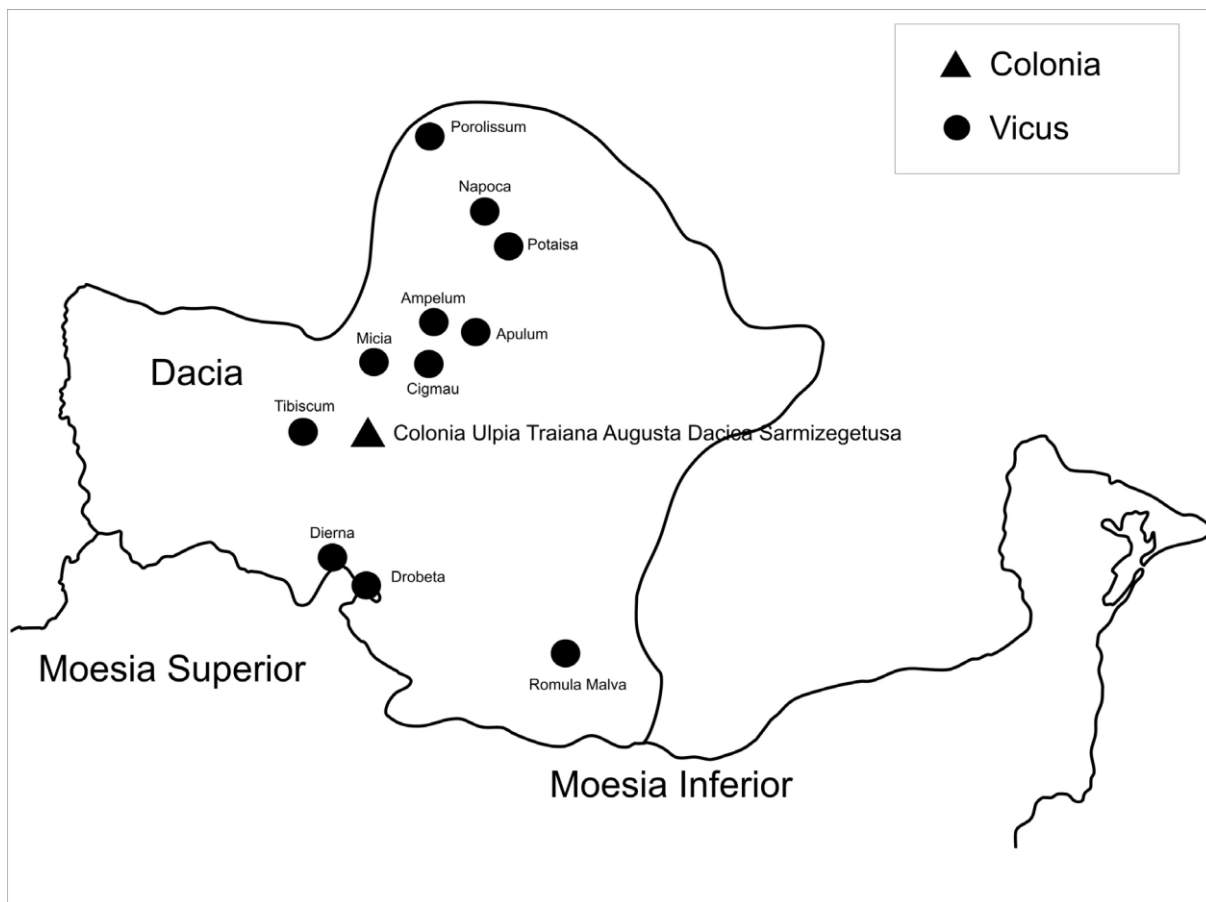 Colonia
Vicus
Porolissum
Napoca
Potaisa
Ampelum
Apulum
Micia
Cigmau
Dacia
Tibiscum
Colonia Ulpia Traiana Augusta Dacica Sarmizegetusa
Dierna
Drobeta
Moesia Superior
Romula Malva
Moesia Inferior